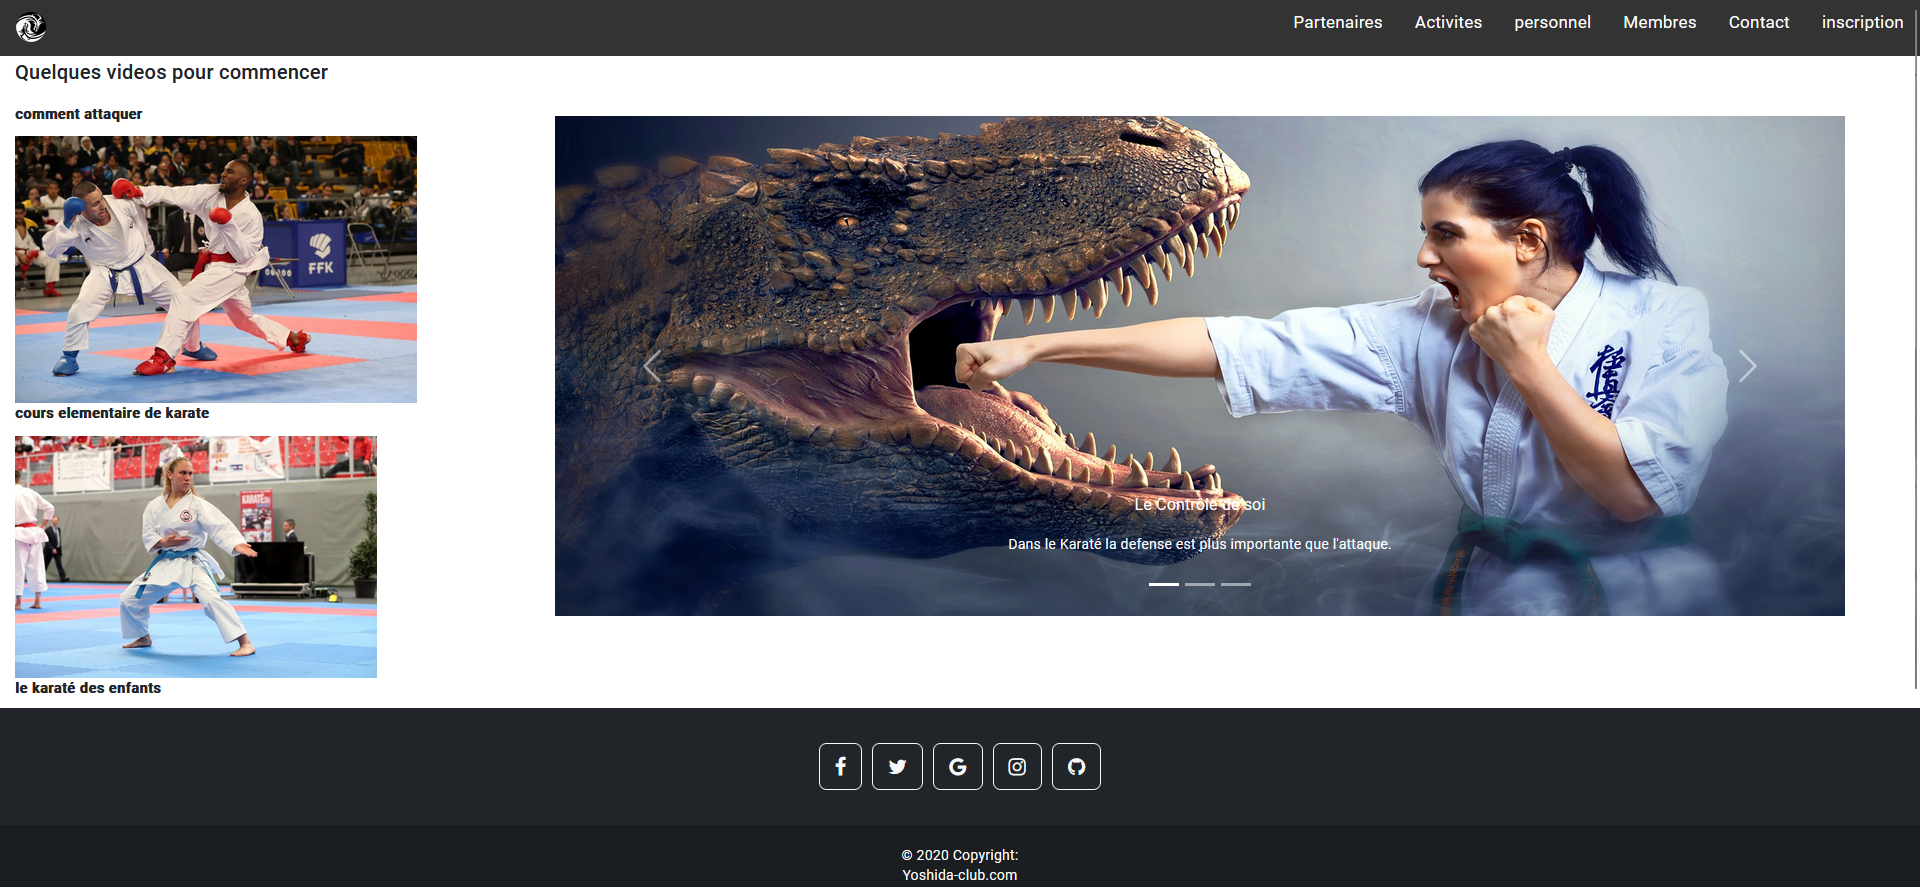 Partenaires Activites personnel Membres Contact inscription
Quelques videos pour commencer
comment attaquer
FFK
cours elementaire de karate
KARATÉ
le karaté des enfants
Le Contrôle de soi
Dans le Karaté la defense est plus importante que l'attaque.
© 2020 Copyright:
Yoshida-club.com